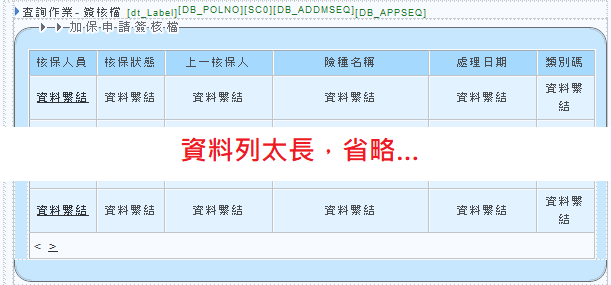 查詢作業 - 簽核檔 [dt_Label][DB_POLNO][SC0][DB_ADDMSEQ][DB_APPSEQ]
加保申請簽核檔
核保人員 核保狀態 上一核保人 險種名稱 處理日期 類別碼
資料繫結 資料繫結 資料繫結 資料繫結 資料繫結 資料繫結
資料列太長，省略...
資料繫結 資料繫結 資料繫結 資料繫結 資料繫結 資料繫結
< >